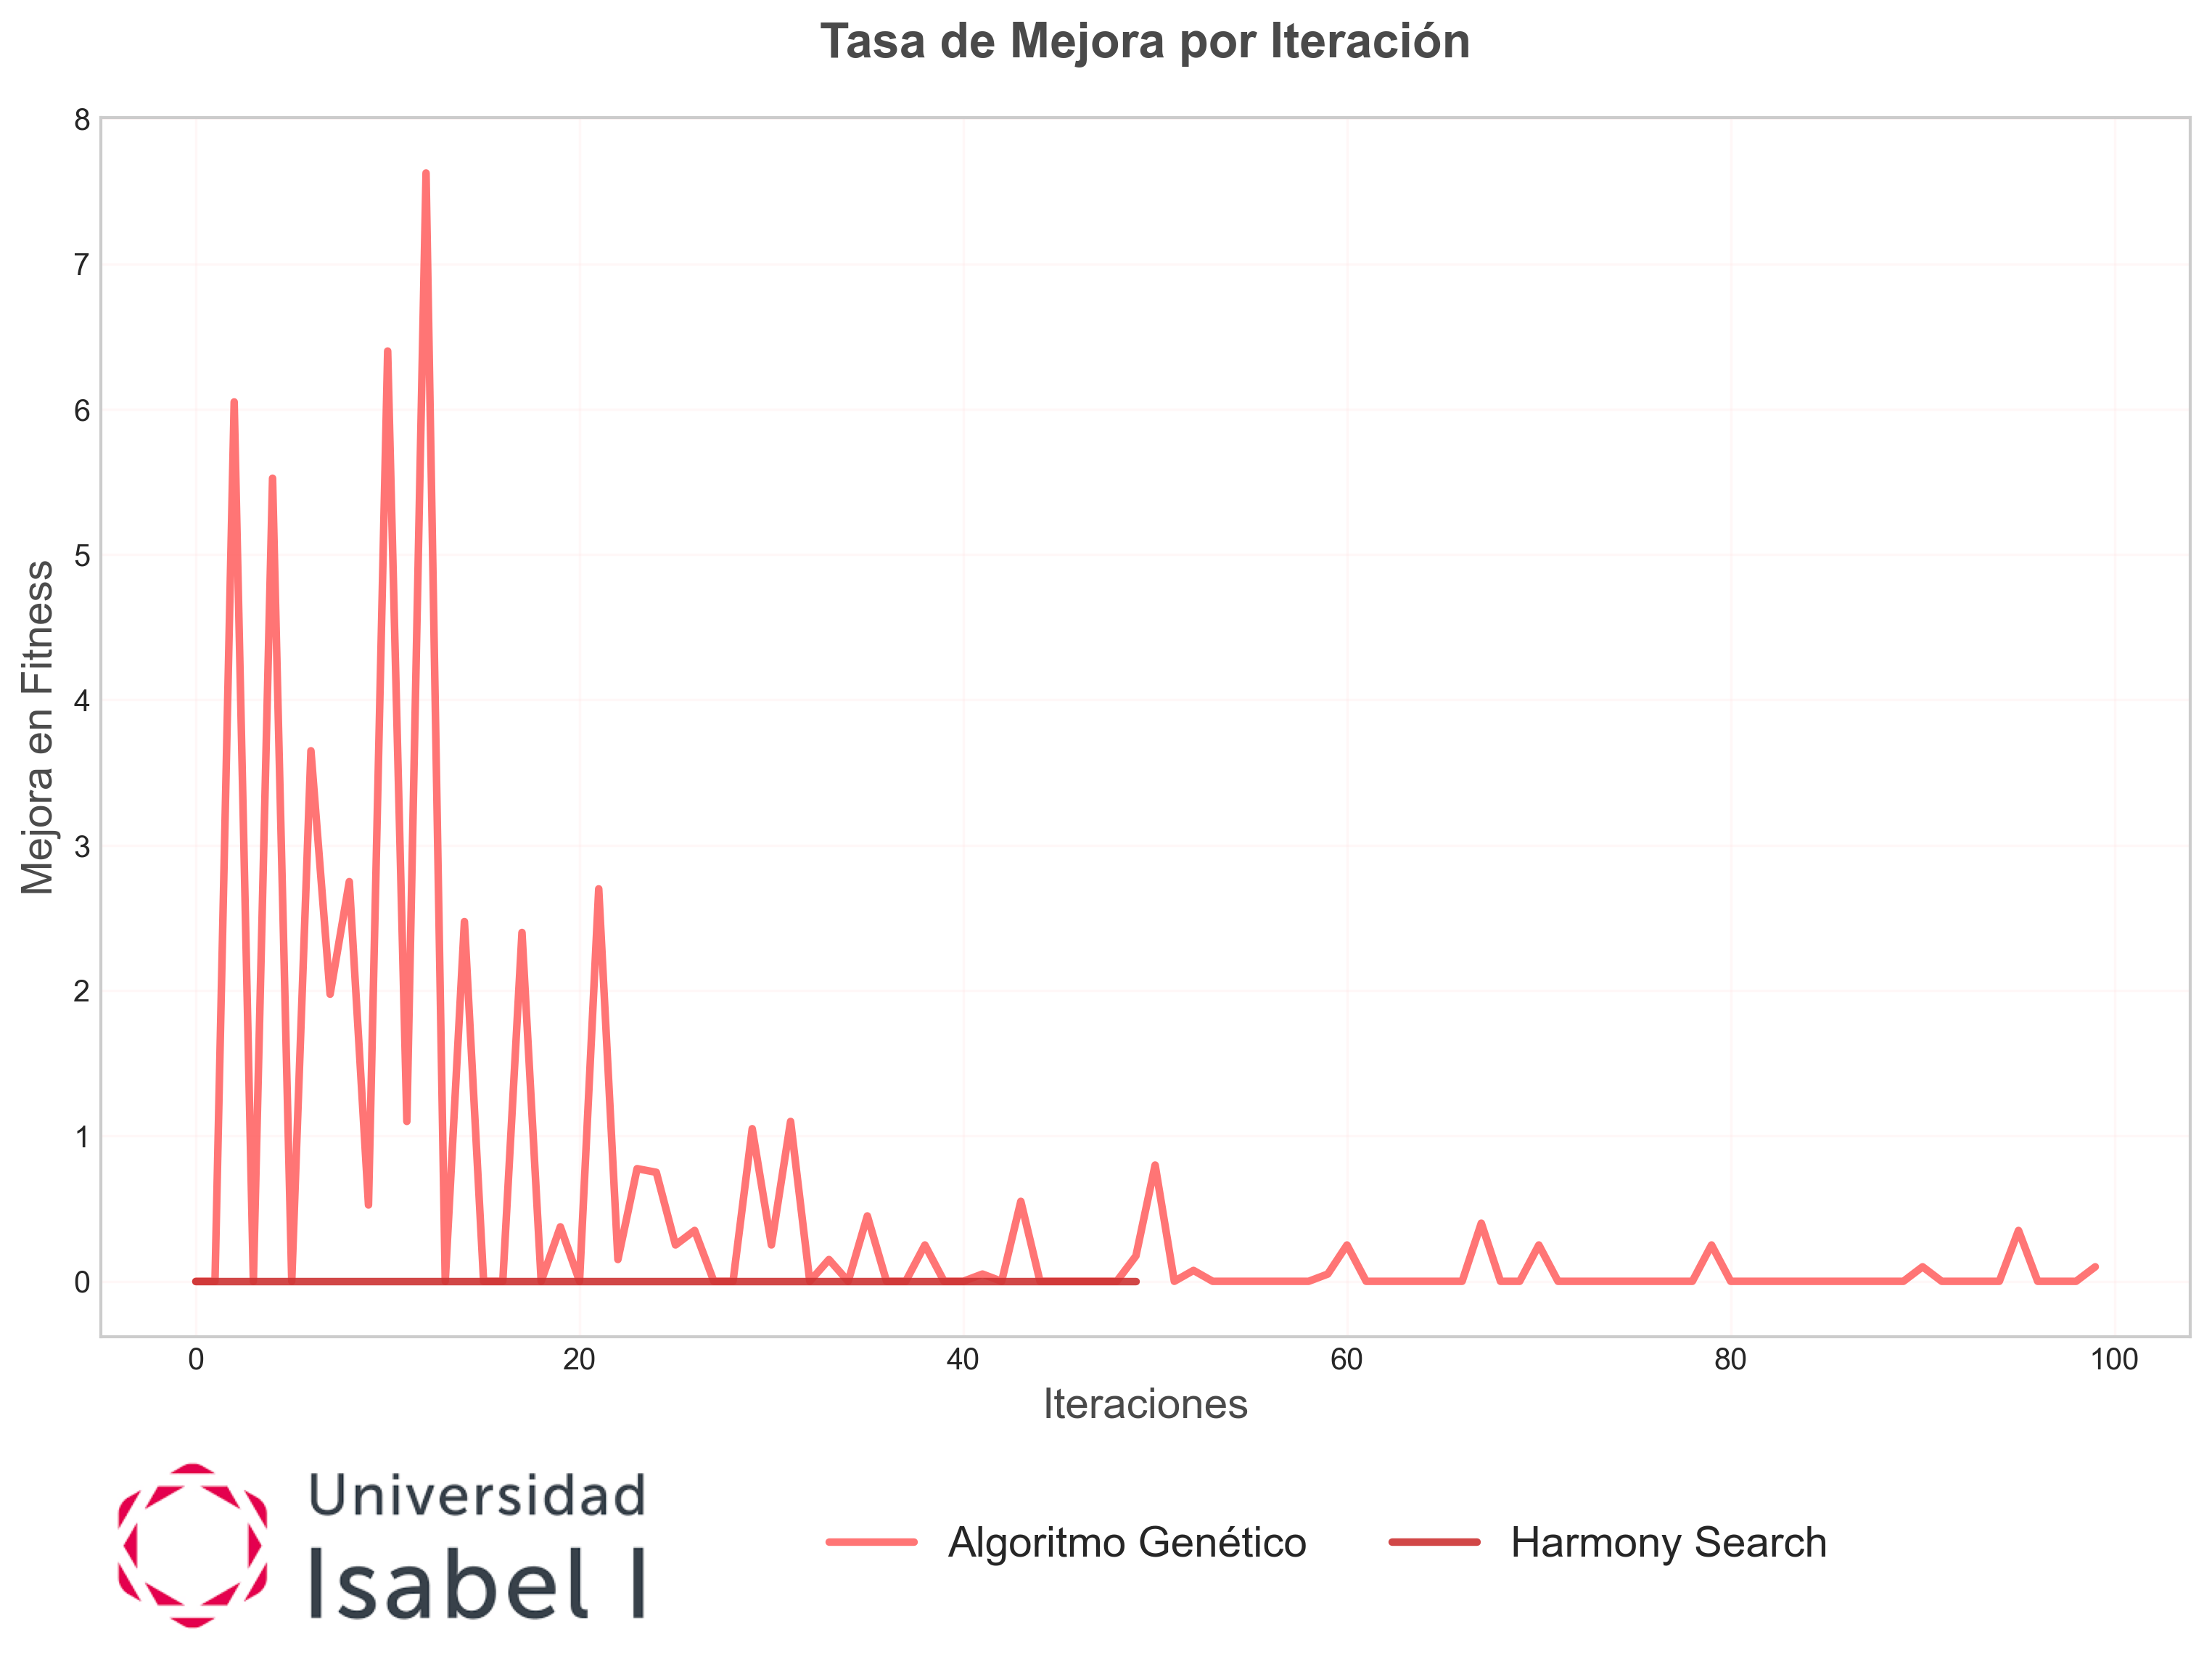 Tasa de Mejora por Iteración
8
7
6
5
4
3
2
1
0
Mejora en Fitness
0 20 40 60 80 100
Iteraciones
Universidad
Isabel I
Algoritmo Genético Harmony Search